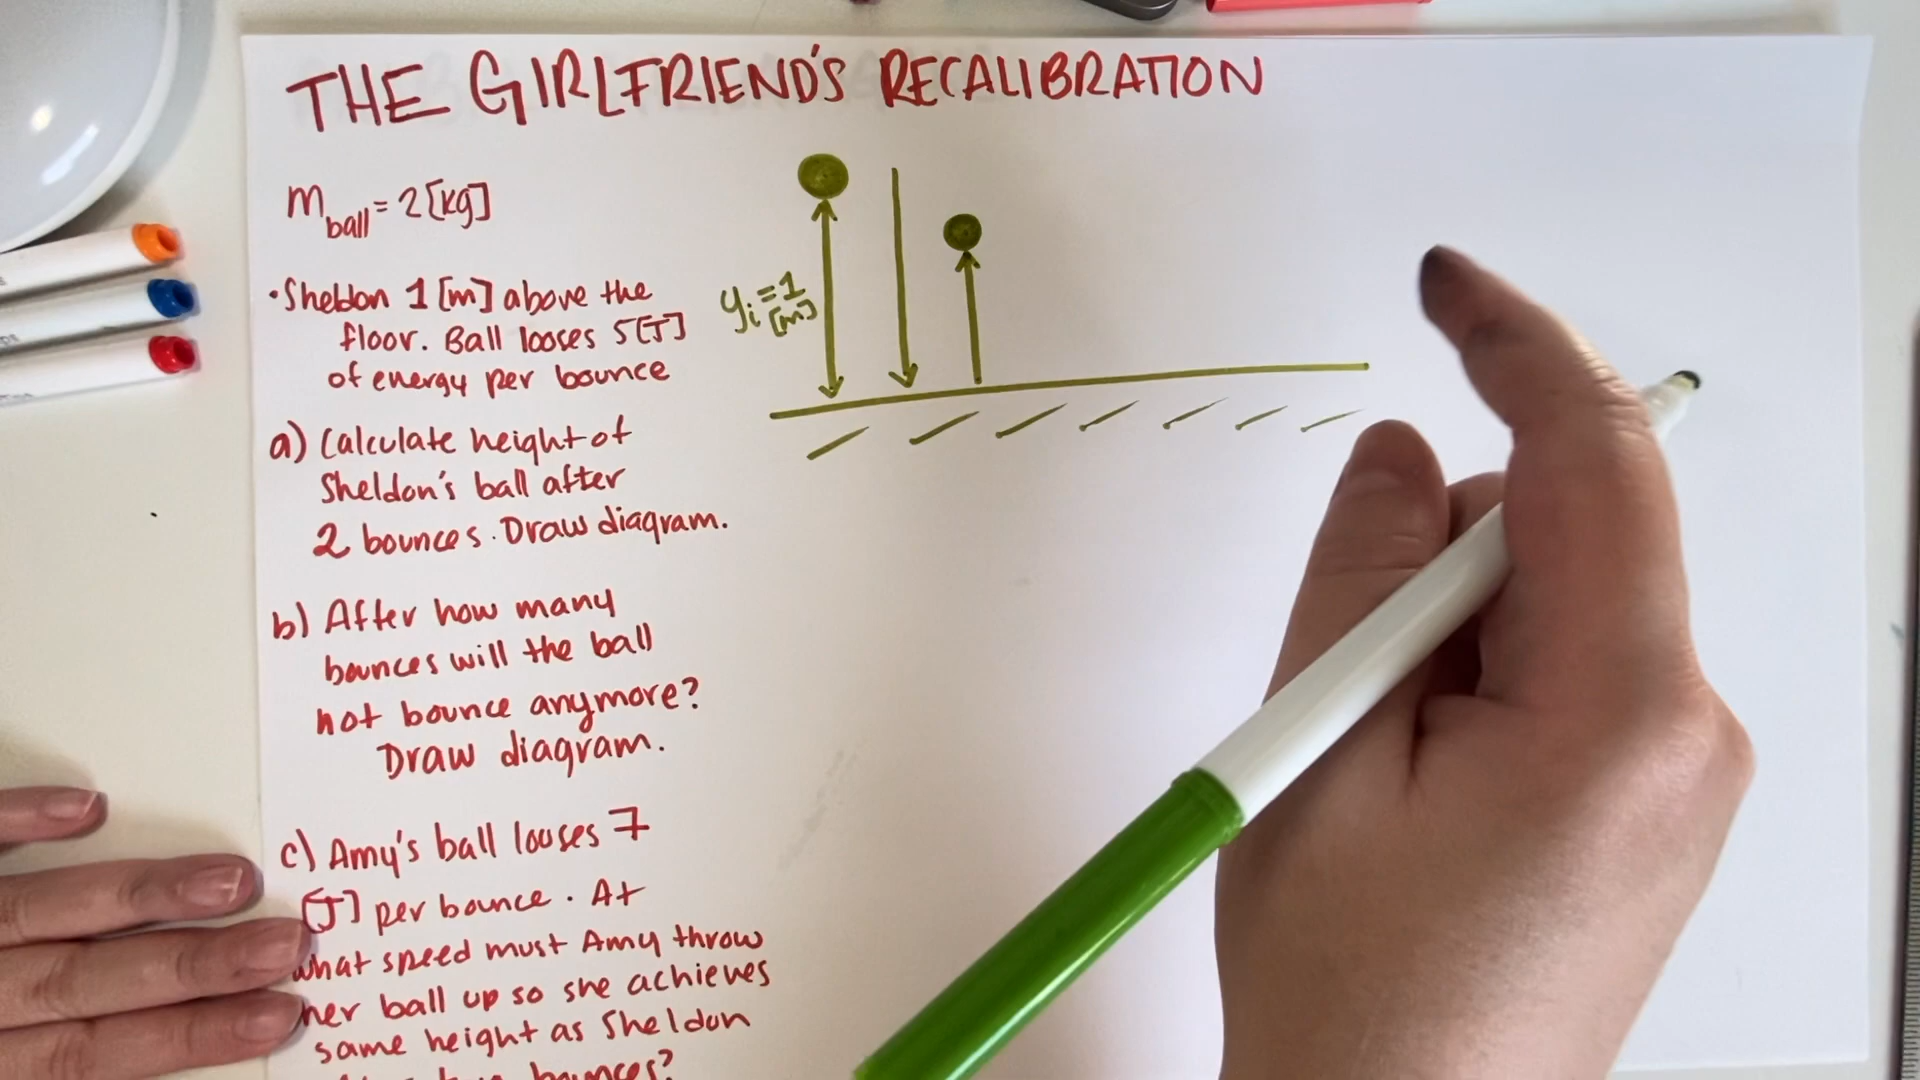 THE GIRLFRIEND'S RECALIBRATION
m ball = 2 [kg]
• Sheldon 1 [m] above the
floor. Ball looses 5 [J]
of energy per bounce
yi = 1
[m]
a) Calculate height of
Sheldon's ball after
2 bounces. Draw diagram.
b) After how many
bounces will the ball
not bounce anymore?
Draw diagram.
c) Amy's ball looses 7
[J] per bounce. At
what speed must Amy throw
her ball up so she achieves
same height as Sheldon
bounces?